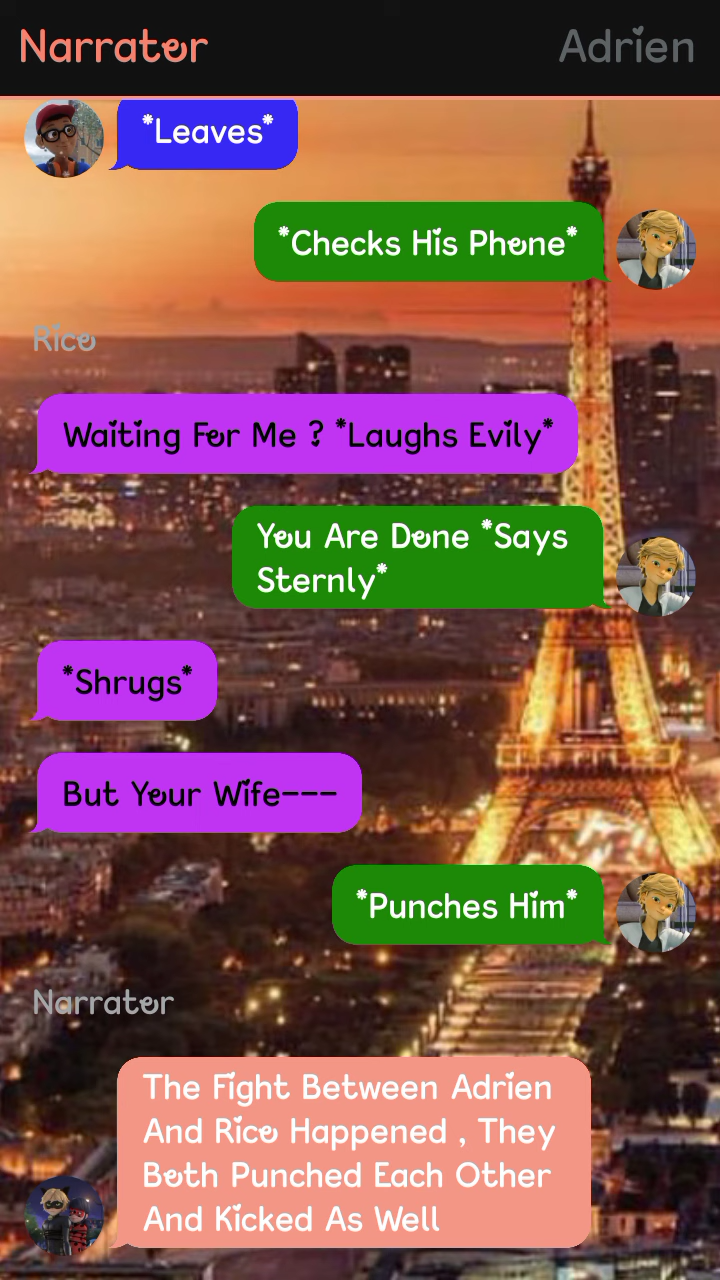 Narrator
Adrien
*Leaves*
*Checks His Phone*
Rico
Waiting For Me ? *Laughs Evily*
You Are Done *Says
Sternly*
*Shrugs*
But Your Wife---
*Punches Him*
Narrator
The Fight Between Adrien
And Rico Happened , They
Both Punched Each Other
And Kicked As Well